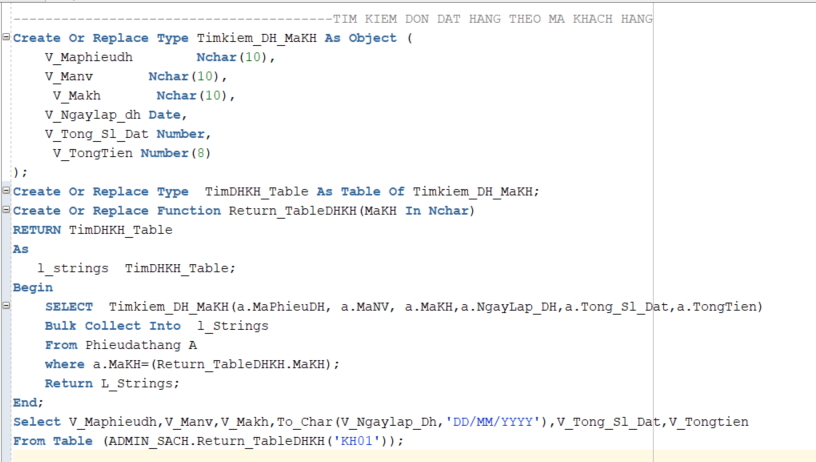 ----------------------------------------TIM KIEM DON DAT HANG THEO MA KHACH HANG
Create Or Replace Type Timkiem_DH_MaKH As Object (
    V_Maphieudh        Nchar(10),
    V_Manv       Nchar(10),
     V_Makh       Nchar(10),
    V_Ngaylap_dh Date,
    V_Tong_Sl_Dat Number,
     V_TongTien Number(8)
);
Create Or Replace Type  TimDHKH_Table As Table Of Timkiem_DH_MaKH;
Create Or Replace Function Return_TableDHKH(MaKH In Nchar)
RETURN TimDHKH_Table
As
   l_strings  TimDHKH_Table;
Begin
    SELECT  Timkiem_DH_MaKH(a.MaPhieuDH, a.MaNV, a.MaKH,a.NgayLap_DH,a.Tong_Sl_Dat,a.TongTien)
    Bulk Collect Into  l_Strings
    From Phieudathang A
    where a.MaKH=(Return_TableDHKH.MaKH);
    Return L_Strings;
End;
Select V_Maphieudh,V_Manv,V_Makh,To_Char(V_Ngaylap_Dh,'DD/MM/YYYY'),V_Tong_Sl_Dat,V_Tongtien
From Table (ADMIN_SACH.Return_TableDHKH('KH01'));